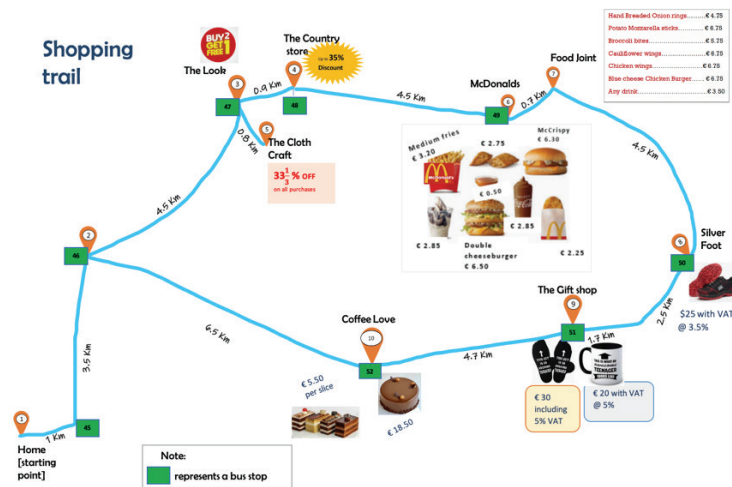 Shopping
trail
BUY 2
GET
FREE 1
The Look
3
47
0.9 Km
The Country
store
4
up to 35%
Discount
48
0.8 Km
5
The Cloth
Craft
33 1/3 % OFF
on all purchases
4.5 Km
McDonalds
6
49
0.7 Km
Food Joint
7
Hand Breeded Onion rings.......€ 4.75
Potato Mozzarella sticks.......€ 6.75
Broccoli bites.......€ 5.75
Cauliflower wings.......€ 6.75
Chicken wings.......€ 6.75
Blue cheese Chicken Burger.......€ 6.75
Any drink.......€ 3.50
Medium fries
€ 3.20
€ 2.75
McCrispy
€ 6.30
McDonald's
€ 0.50
€ 2.85
€ 2.85
Double
cheeseburger
€ 6.50
€ 2.25
4.5 Km
Silver
Foot
50
$25 with VAT
@ 3.5%
2.5 Km
The Gift shop
9
51
1.7 Km
€ 30
including
5% VAT
TEENAGER
€ 20 with VAT
@ 5%
4.7 Km
Coffee Love
10
52
€ 5.50
per slice
€ 18.50
6.5 Km
4.5 Km
2
46
3.5 Km
45
1 Km
1
Home
[starting
point]
Note:
represents a bus stop